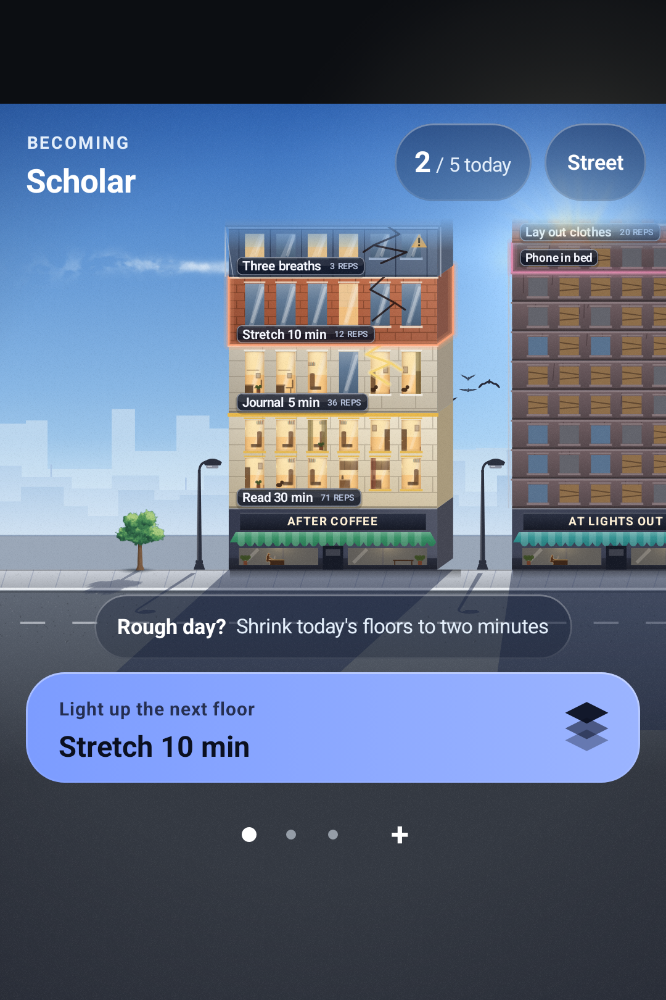 BECOMING
Scholar
2 / 5 today
Street
Lay out clothes 20 REPS
Phone in bed
Three breaths 3 REPS
Stretch 10 min 12 REPS
Journal 5 min 36 REPS
Read 30 min 71 REPS
AFTER COFFEE
AT LIGHTS OUT
Rough day? Shrink today's floors to two minutes
Light up the next floor
Stretch 10 min
+